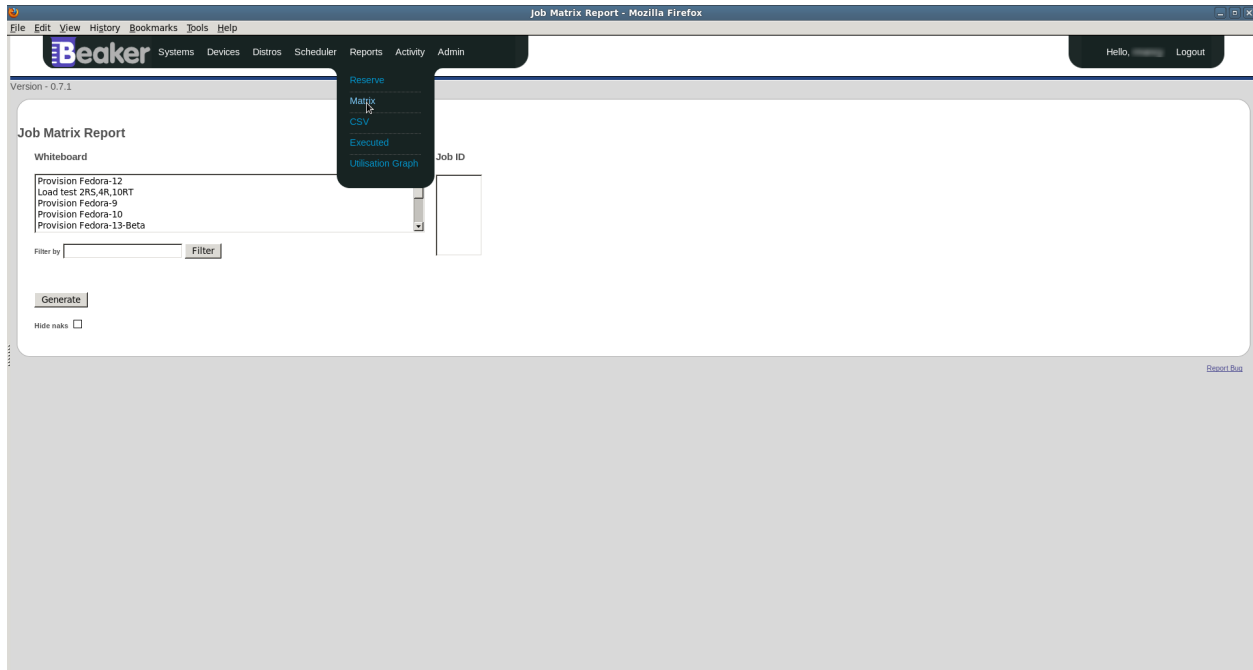 Job Matrix Report - Mozilla Firefox
File Edit View History Bookmarks Tools Help
Beaker Systems Devices Distros Scheduler Reports Activity Admin Hello, Logout
Reserve
Matrix
CSV
Executed
Utilisation Graph
Version - 0.7.1
Job Matrix Report
Whiteboard Job ID
Provision Fedora-12
Load test 2RS,4R,10RT
Provision Fedora-9
Provision Fedora-10
Provision Fedora-13-Beta
Filter by Filter
Generate
Hide naks
Report Bug